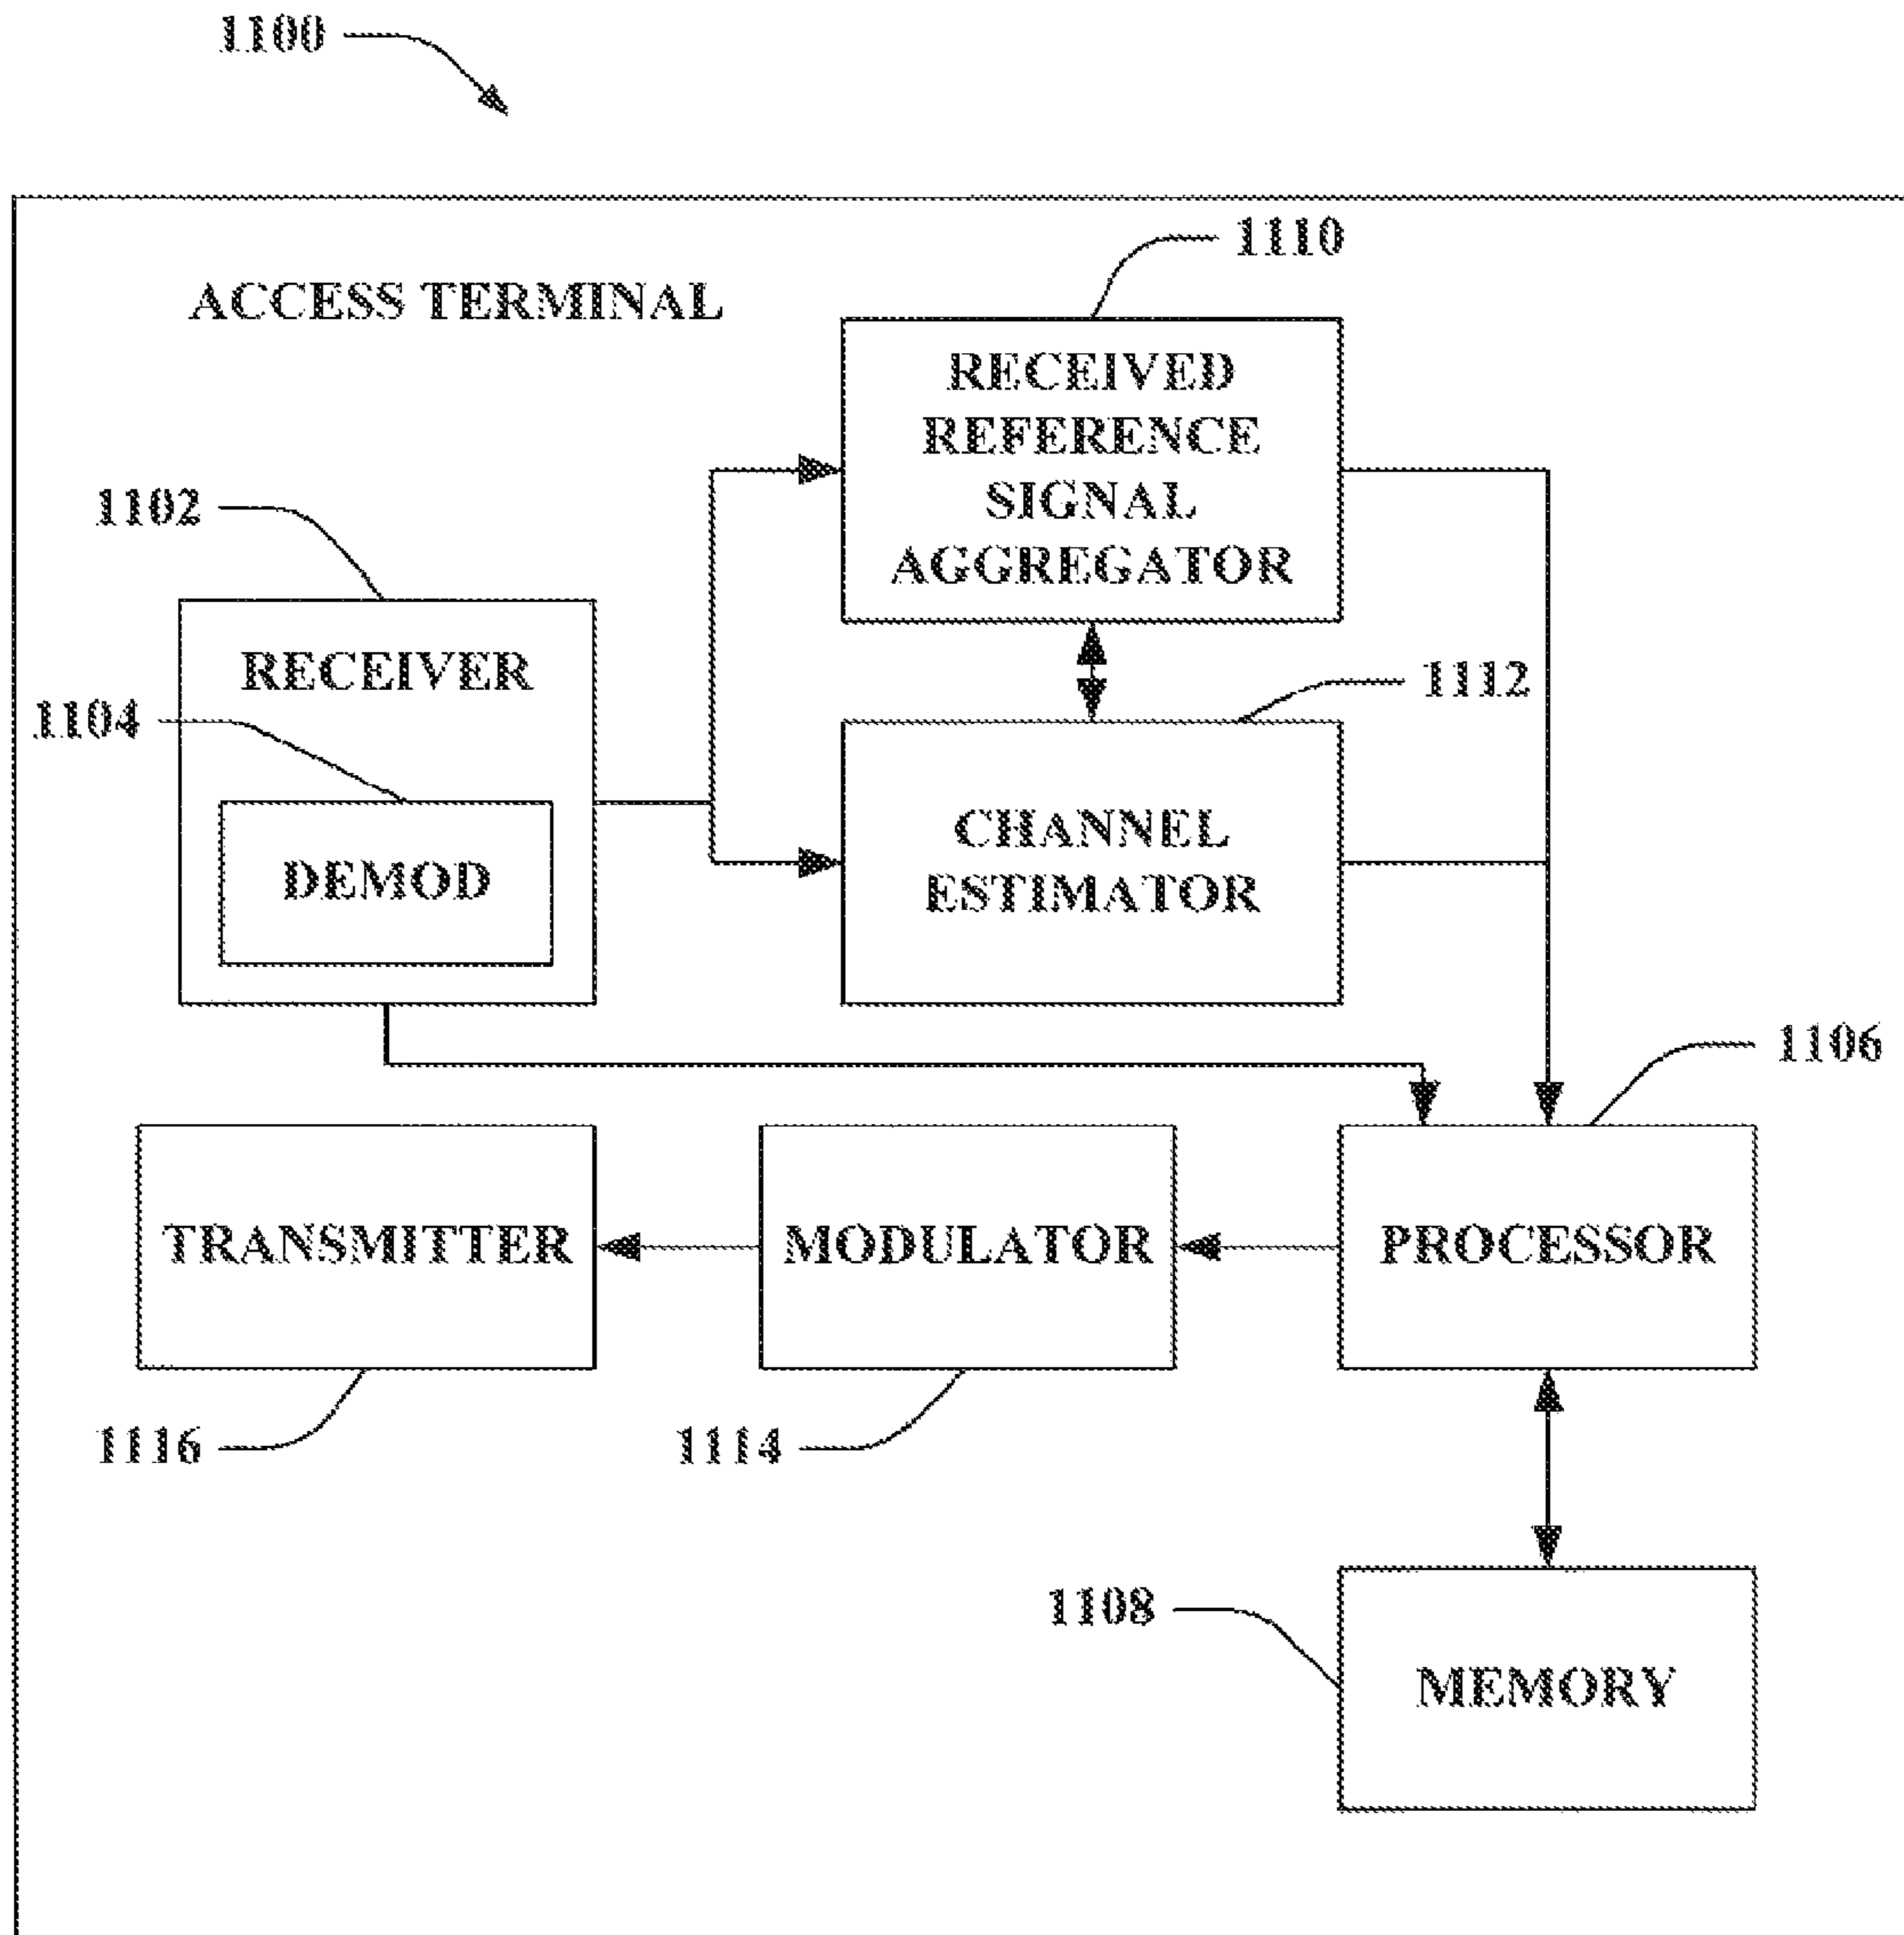 1100
ACCESS TERMINAL
1110
RECEIVED
REFERENCE
SIGNAL
AGGREGATOR
1102
RECEIVER
1104
DEMOD
1112
CHANNEL
ESTIMATOR
1106
TRANSMITTER
MODULATOR
PROCESSOR
1116
1114
1108
MEMORY